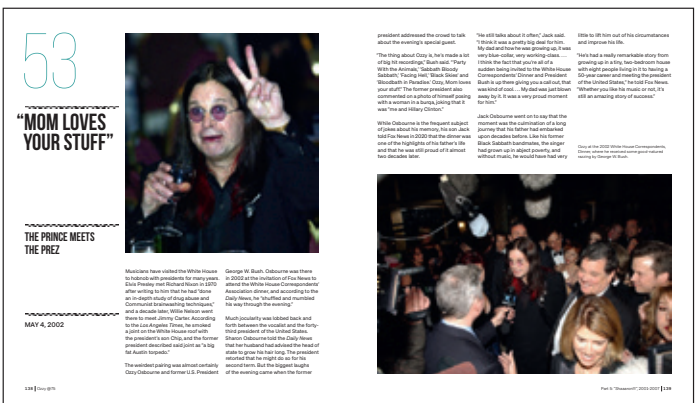 53
“MOM LOVES
YOUR STUFF”
THE PRINCE MEETS
THE PREZ
MAY 4, 2002
Musicians have visited the White House
to hobnob with presidents for many years.
Elvis Presley met Richard Nixon in 1970
after writing to him that he had “done
an in-depth study of drug abuse and
Communist brainwashing techniques,”
and a decade later, Willie Nelson went
there to meet Jimmy Carter. According
to the Los Angeles Times, he smoked
a joint on the White House roof with
the president’s son Chip, and the former
president described said joint as “a big
fat Austin torpedo.”
The weirdest pairing was almost certainly
Ozzy Osbourne and former U.S. President
George W. Bush. Osbourne was there
in 2002 at the invitation of Fox News to
attend the White House Correspondents’
Association dinner, and according to the
Daily News, he “shuffled and mumbled
his way through the evening.”
Much jocularity was lobbed back and
forth between the vocalist and the forty-
third president of the United States.
Sharon Osbourne told the Daily News
that her husband had advised the head of
state to grow his hair long. The president
retorted that he might do so for his
second term. But the biggest laughs
of the evening came when the former
138 | Ozzy @75
president addressed the crowd to talk
about the evening’s special guest.
“The thing about Ozzy is, he’s made a lot
of big hit recordings,” Bush said. “‘Party
With the Animals,’ ‘Sabbath Bloody
Sabbath,’ ‘Facing Hell,’ ‘Black Skies’ and
‘Bloodbath in Paradise.’ Ozzy, Mom loves
your stuff.” The former president also
commented on a photo of himself posing
with a woman in a burqa, joking that it
was “me and Hillary Clinton.”
While Osbourne is the frequent subject
of jokes about his memory, his son Jack
told Fox News in 2020 that the dinner was
one of the highlights of his father’s life
and that he was still proud of it almost
two decades later.
“He still talks about it often,” Jack said.
“I think it was a pretty big deal for him.
My dad and how he was growing up, it was
very blue-collar, very working-class. . . .
I think the fact that you’re all of a
sudden being invited to the White House
Correspondents’ Dinner and President
Bush is up there giving you a call out, that
was kind of cool. . . . My dad was just blown
away by it. It was a very proud moment
for him.”
Jack Osbourne went on to say that the
moment was the culmination of a long
journey that his father had embarked
upon decades before. Like his former
Black Sabbath bandmates, the singer
had grown up in abject poverty, and
without music, he would have had very
little to lift him out of his circumstances
and improve his life.
“He’s had a really remarkable story from
growing up in a tiny, two-bedroom house
with eight people living in it to having a
50-year career and meeting the president
of the United States,” he told Fox News.
“Whether you like his music or not, it’s
still an amazing story of success.”
Ozzy at the 2002 White House Correspondents,
Dinner, where he received some good-natured
razzing by George W. Bush.